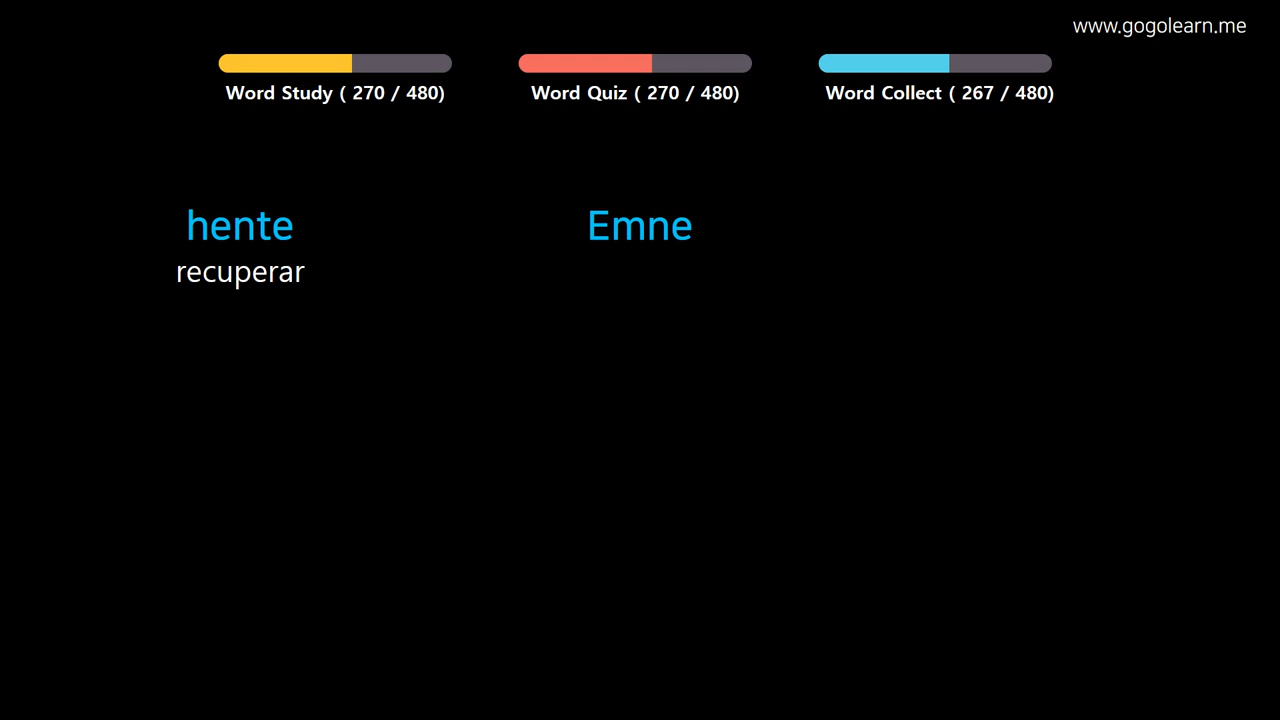 www.gogolearn.me
Word Study ( 270 / 480)
Word Quiz ( 270 / 480)
Word Collect ( 267 / 480)
hente
recuperar
Emne